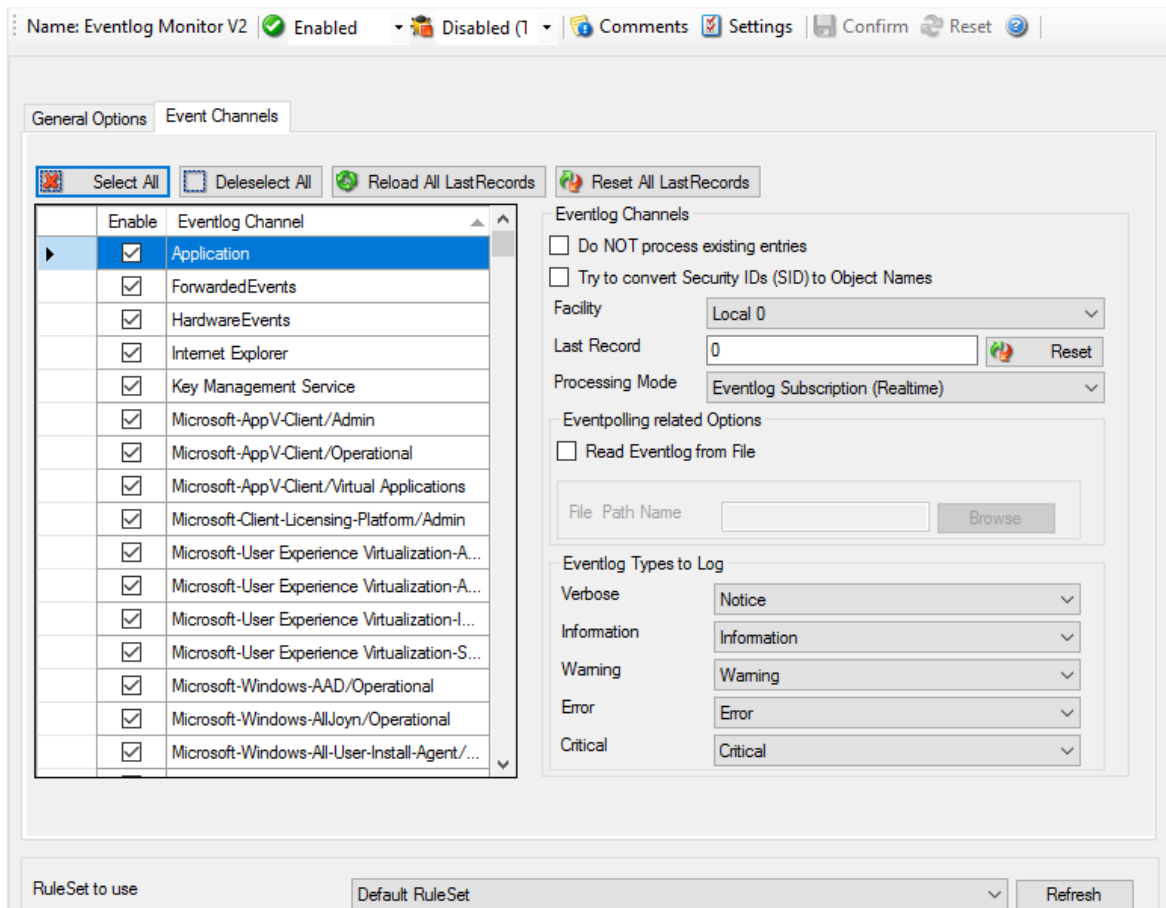 Name: Eventlog Monitor V2 Enabled Disabled (T Comments Settings Confirm Reset
General Options Event Channels
Select All Deleselect All Reload All LastRecords Reset All LastRecords
Enable Eventlog Channel
Application
ForwardedEvents
HardwareEvents
Internet Explorer
Key Management Service
Microsoft-AppV-Client/Admin
Microsoft-AppV-Client/Operational
Microsoft-AppV-Client/Virtual Applications
Microsoft-Client-Licensing-Platform/Admin
Microsoft-User Experience Virtualization-A...
Microsoft-User Experience Virtualization-A...
Microsoft-User Experience Virtualization-I...
Microsoft-User Experience Virtualization-S...
Microsoft-Windows-AAD/Operational
Microsoft-Windows-AllJoyn/Operational
Microsoft-Windows-All-User-Install-Agent/...
Eventlog Channels
Do NOT process existing entries
Try to convert Security IDs (SID) to Object Names
Facility Local 0
Last Record 0 Reset
Processing Mode Eventlog Subscription (Realtime)
Eventpolling related Options
Read Eventlog from File
File Path Name Browse
Eventlog Types to Log
Verbose Notice
Information Information
Warning Warning
Error Error
Critical Critical
RuleSet to use Default RuleSet Refresh